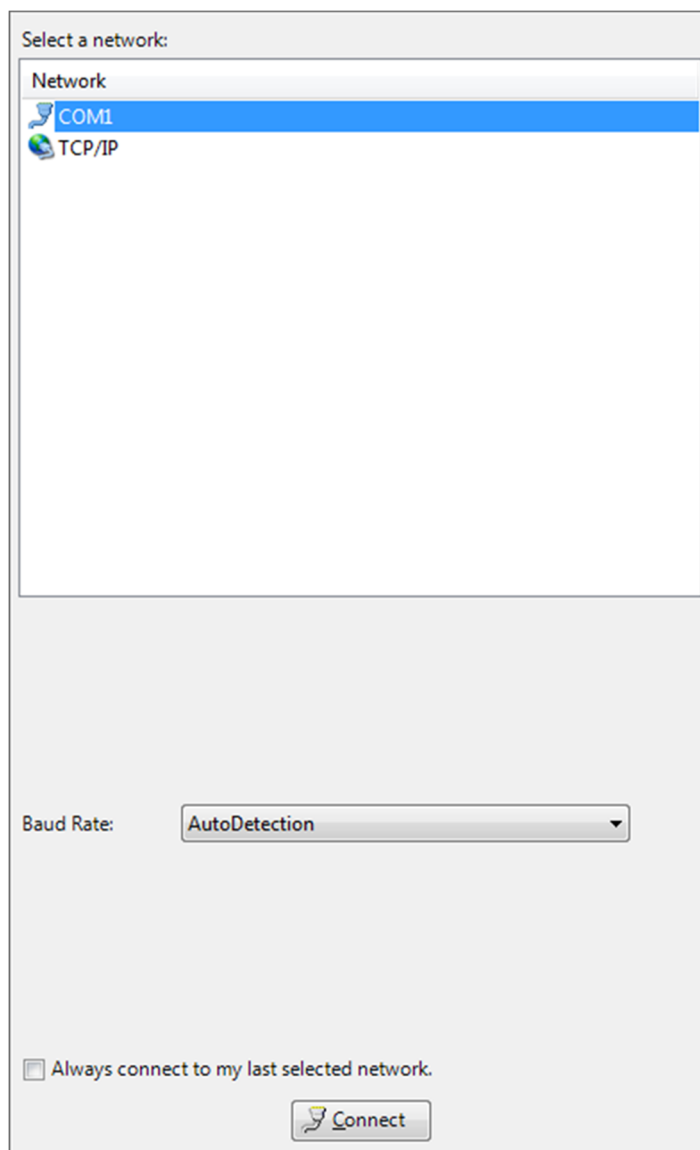 Select a network:
Network
COM1
TCP/IP
Baud Rate: AutoDetection
Always connect to my last selected network.
Connect